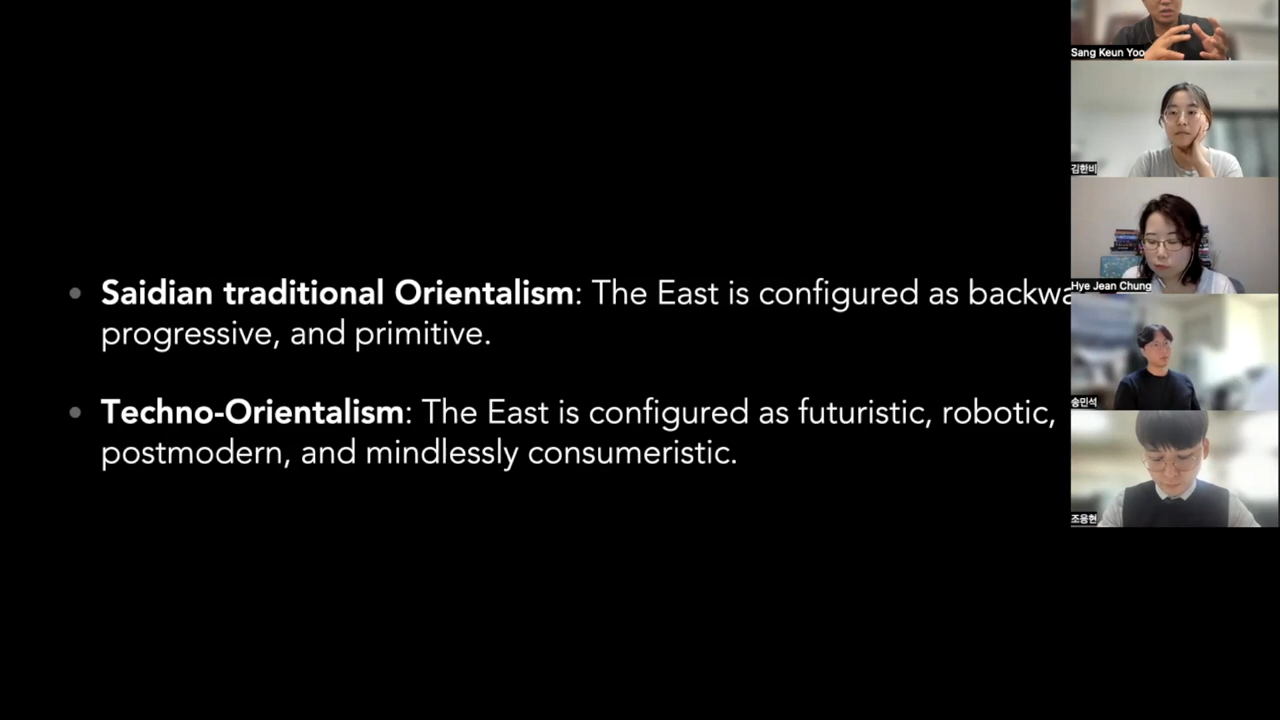 Saidian traditional Orientalism: The East is configured as backwa
progressive, and primitive.
Techno-Orientalism: The East is configured as futuristic, robotic,
postmodern, and mindlessly consumeristic.
Sang Keun Yoo
김한비
Hye Jean Chung
송민석
조용현